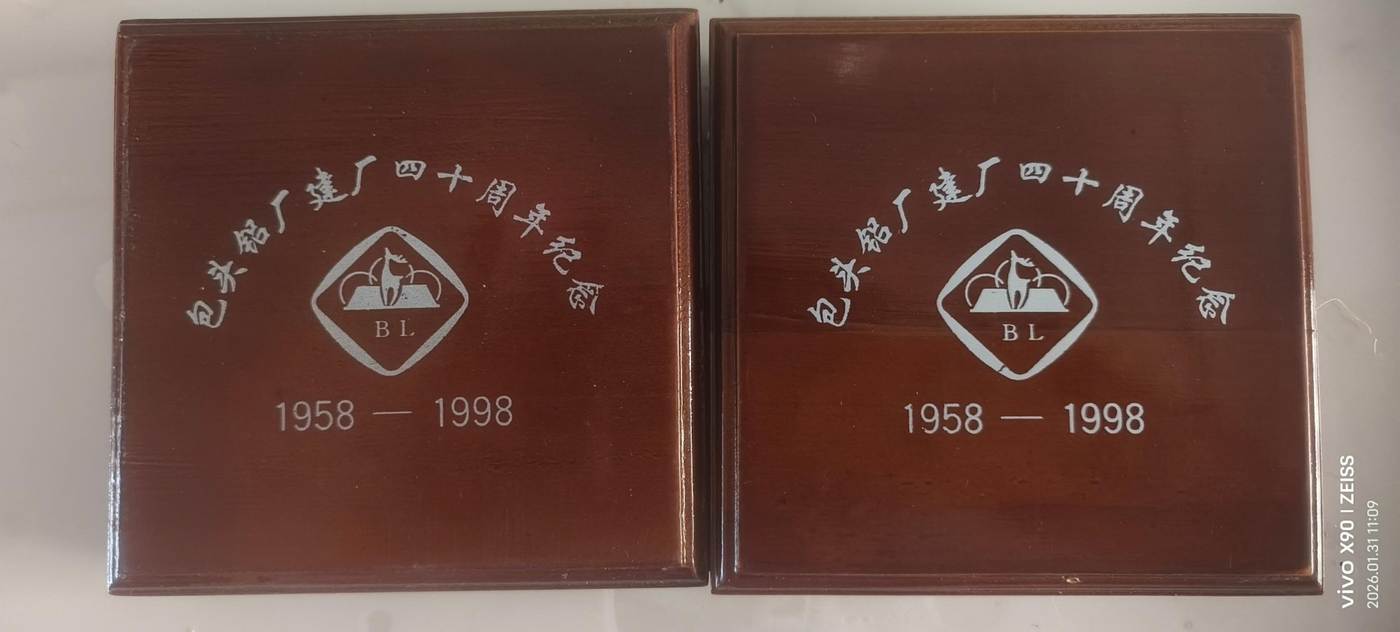 包头铝厂建厂四十周年纪念
BL
1958 — 1998
包头铝厂建厂四十周年纪念
BL
1958 — 1998
vivo X90 | ZEISS
2026.01.31 11:09